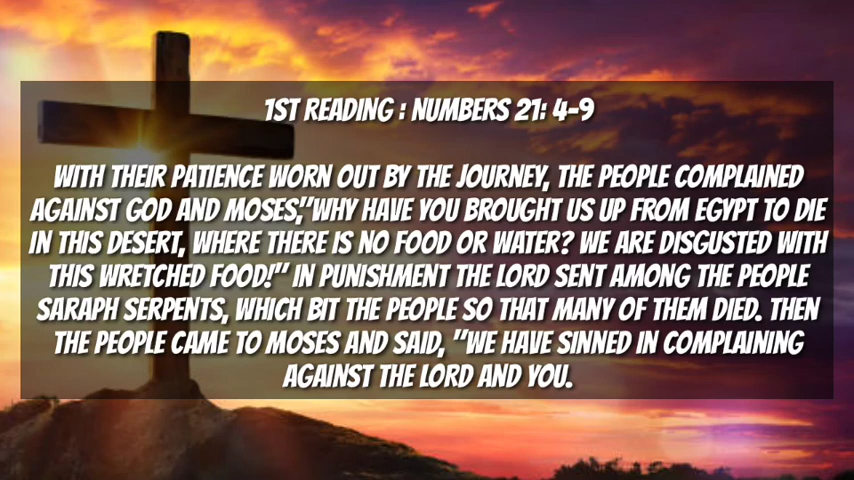 1ST READING : NUMBERS 21: 4-9
WITH THEIR PATIENCE WORN OUT BY THE JOURNEY, THE PEOPLE COMPLAINED
AGAINST GOD AND MOSES,"WHY HAVE YOU BROUGHT US UP FROM EGYPT TO DIE
IN THIS DESERT, WHERE THERE IS NO FOOD OR WATER? WE ARE DISGUSTED WITH
THIS WRETCHED FOOD!" IN PUNISHMENT THE LORD SENT AMONG THE PEOPLE
SARAPH SERPENTS, WHICH BIT THE PEOPLE SO THAT MANY OF THEM DIED. THEN
THE PEOPLE CAME TO MOSES AND SAID, "WE HAVE SINNED IN COMPLAINING
AGAINST THE LORD AND YOU.